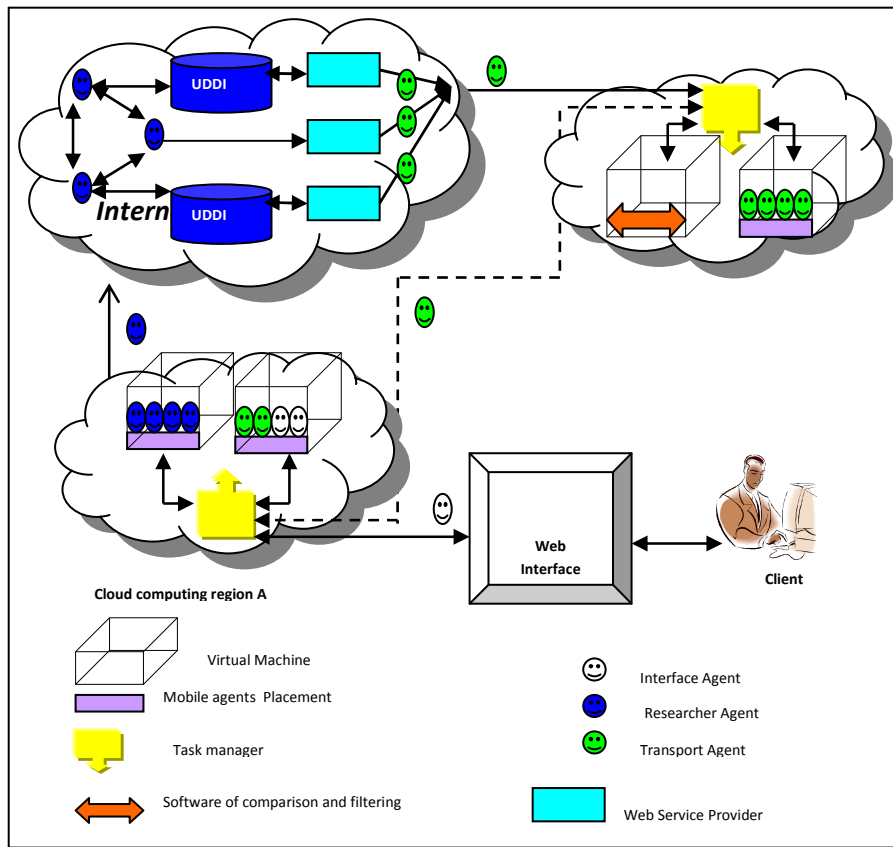 UDDI
Intern
UDDI
Web
Interface
Client
Cloud computing region A
Virtual Machine
Mobile agents Placement
Task manager
Software of comparison and filtering
Interface Agent
Researcher Agent
Transport Agent
Web Service Provider